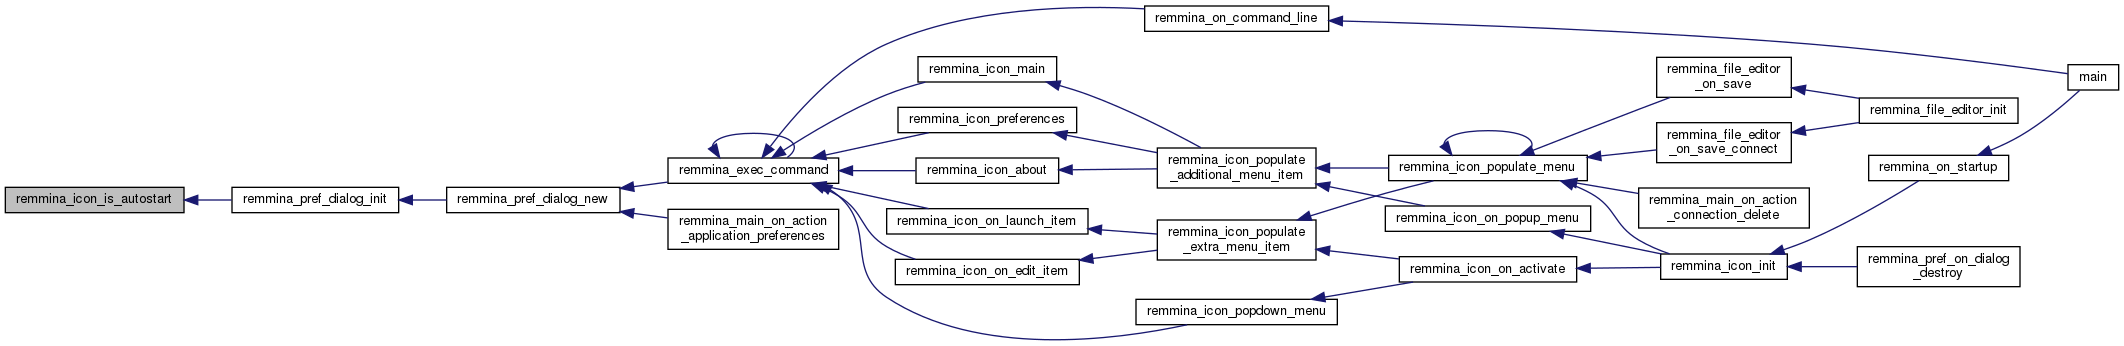 remmina_icon_is_autostart
remmina_pref_dialog_init
remmina_pref_dialog_new
remmina_exec_command
remmina_main_on_action
_application_preferences
remmina_on_command_line
remmina_icon_main
remmina_icon_preferences
remmina_icon_about
remmina_icon_on_launch_item
remmina_icon_on_edit_item
remmina_icon_popdown_menu
remmina_icon_populate
_additional_menu_item
remmina_icon_populate
_extra_menu_item
remmina_icon_populate_menu
remmina_icon_on_popup_menu
remmina_icon_on_activate
remmina_file_editor
_on_save
remmina_file_editor
_on_save_connect
remmina_main_on_action
_connection_delete
remmina_icon_init
remmina_file_editor_init
remmina_on_startup
remmina_pref_on_dialog
_destroy
main